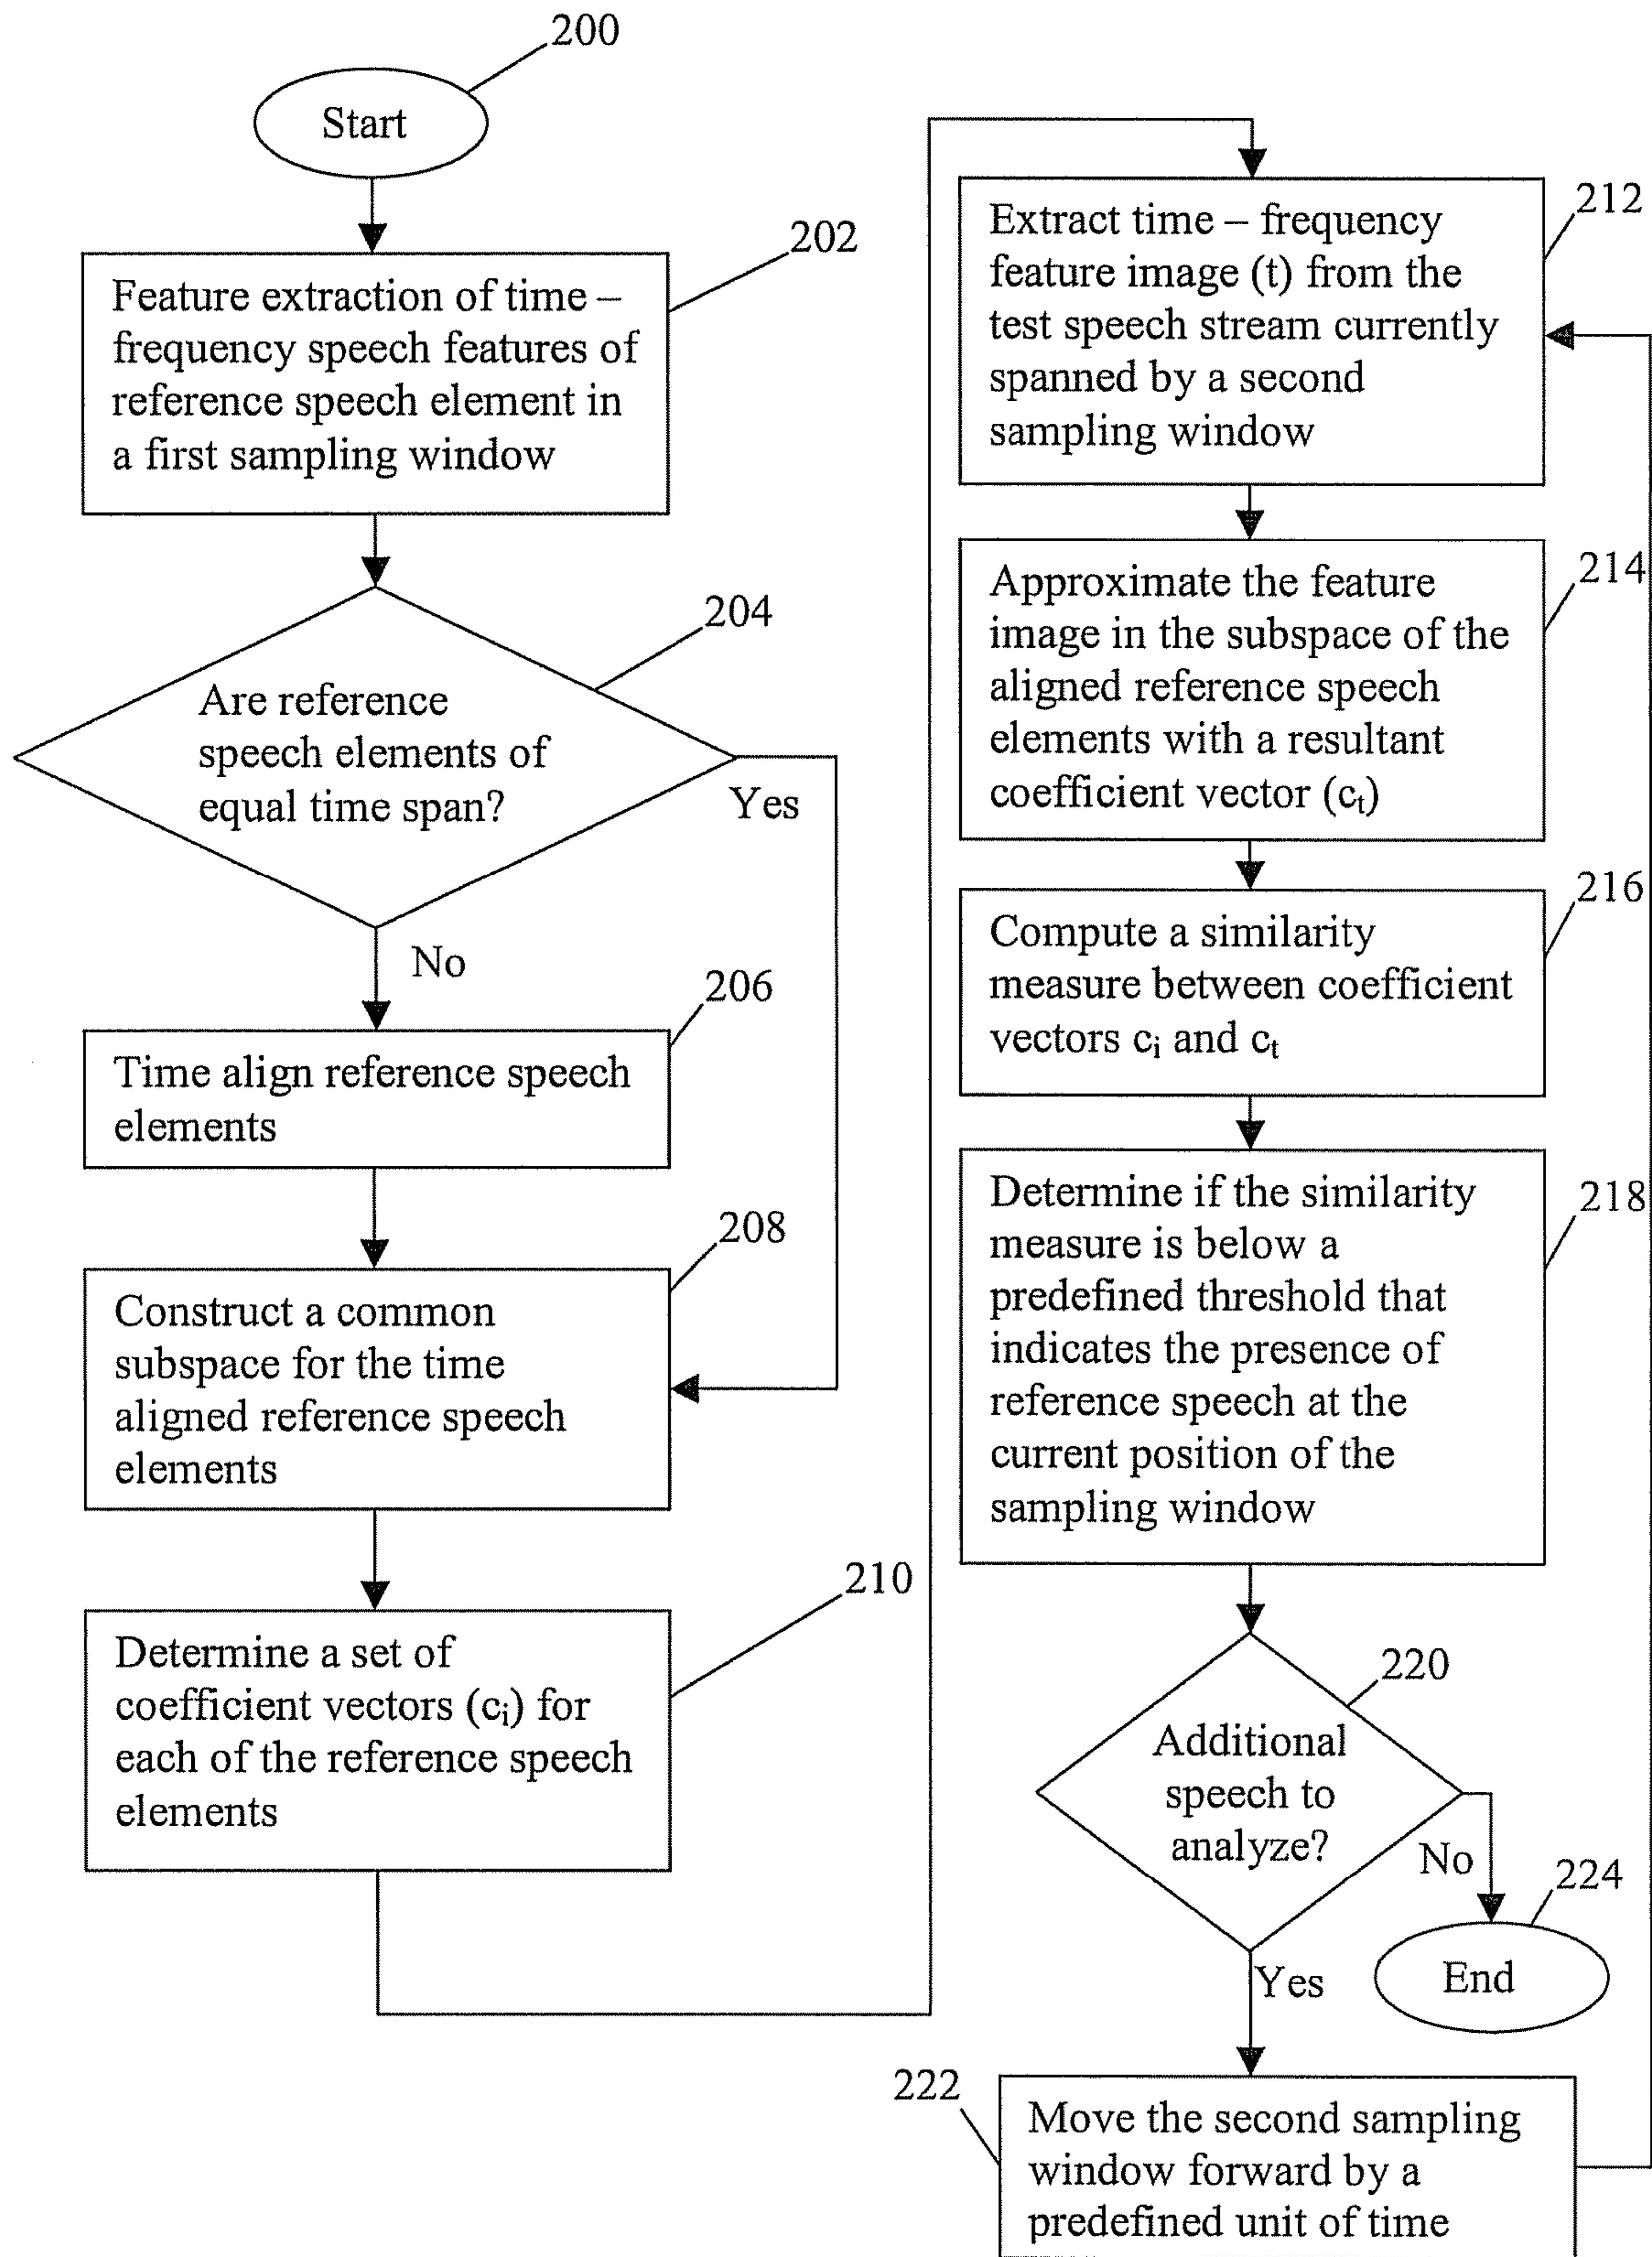 200
Start
202
Feature extraction of time –
frequency speech features of
reference speech element in
a first sampling window
204
Are reference
speech elements of
equal time span?
Yes
No
206
Time align reference speech
elements
208
Construct a common
subspace for the time
aligned reference speech
elements
210
Determine a set of
coefficient vectors (cᵢ) for
each of the reference speech
elements
212
Extract time – frequency
feature image (t) from the
test speech stream currently
spanned by a second
sampling window
214
Approximate the feature
image in the subspace of the
aligned reference speech
elements with a resultant
coefficient vector (cₜ)
216
Compute a similarity
measure between coefficient
vectors cᵢ and cₜ
218
Determine if the similarity
measure is below a
predefined threshold that
indicates the presence of
reference speech at the
current position of the
sampling window
220
Additional
speech to
analyze?
No
224
End
Yes
222
Move the second sampling
window forward by a
predefined unit of time